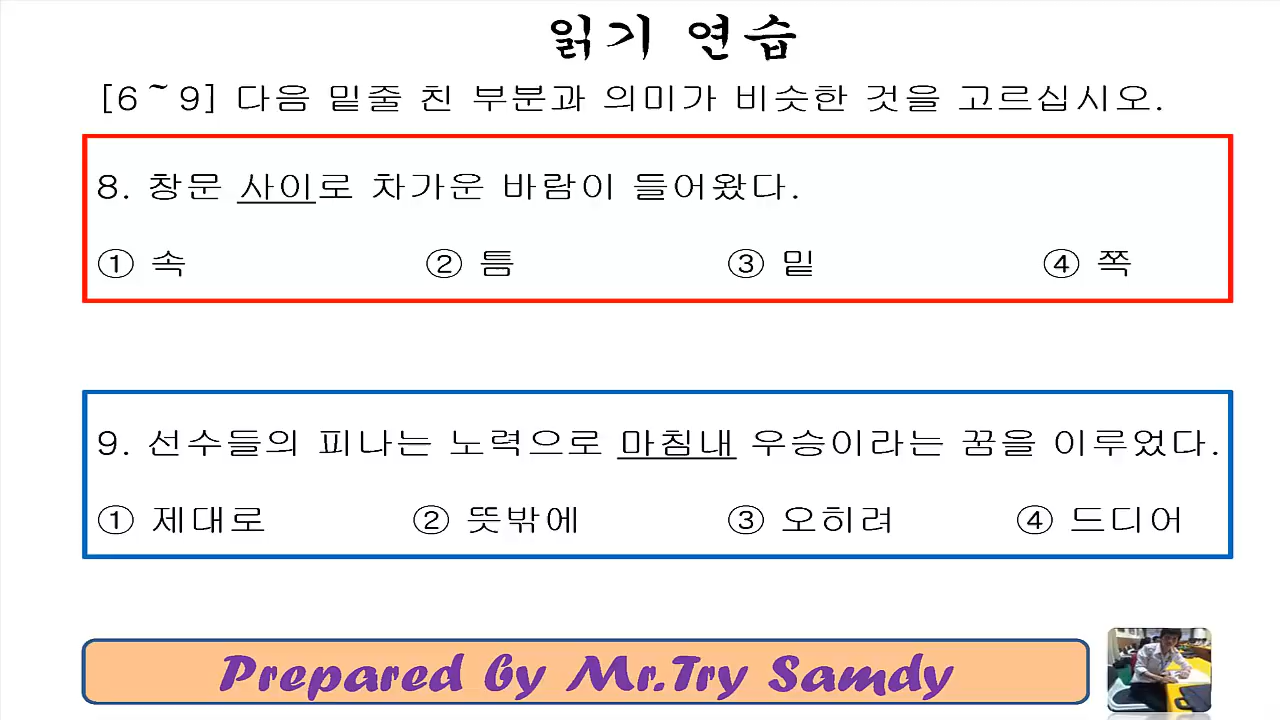 읽기 연습
[6~9] 다음 밑줄 친 부분과 의미가 비슷한 것을 고르십시오.
8. 창문 사이로 차가운 바람이 들어왔다.
① 속 ② 틈 ③ 밑 ④ 쪽
9. 선수들의 피나는 노력으로 마침내 우승이라는 꿈을 이루었다.
① 제대로 ② 뜻밖에 ③ 오히려 ④ 드디어
Prepared by Mr.Try Samdy